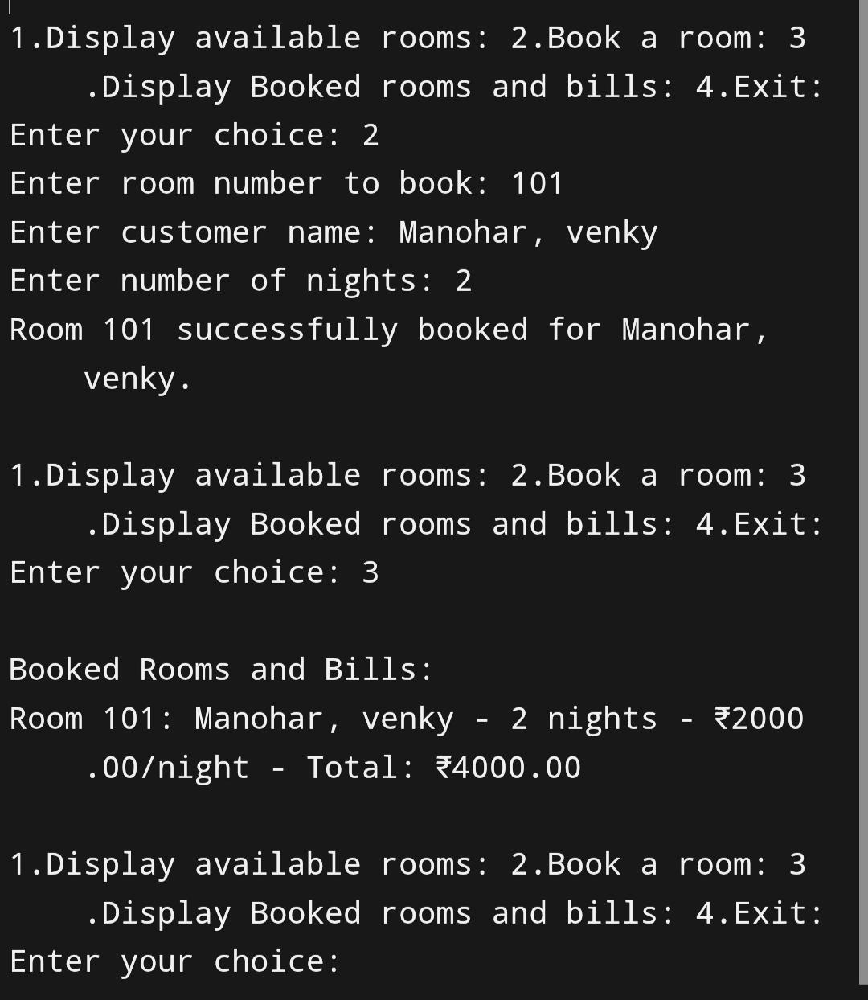 1.Display available rooms: 2.Book a room: 3
.Display Booked rooms and bills: 4.Exit:
Enter your choice: 2
Enter room number to book: 101
Enter customer name: Manohar, venky
Enter number of nights: 2
Room 101 successfully booked for Manohar,
venky.
1.Display available rooms: 2.Book a room: 3
.Display Booked rooms and bills: 4.Exit:
Enter your choice: 3
Booked Rooms and Bills:
Room 101: Manohar, venky - 2 nights - ₹2000
.00/night - Total: ₹4000.00
1.Display available rooms: 2.Book a room: 3
.Display Booked rooms and bills: 4.Exit:
Enter your choice: